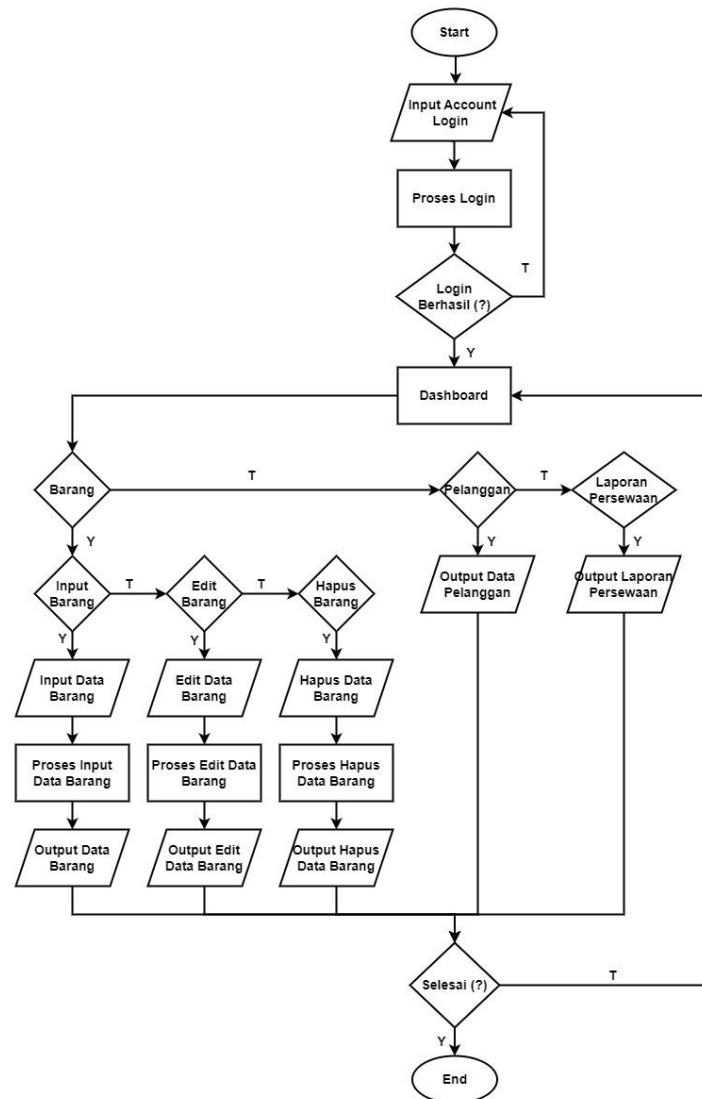 Start
Input Account
Login
Proses Login
T
Login
Berhasil (?)
Y
Dashboard
Barang
T
Pelanggan
T
Laporan
Persewaan
Y
Y
Y
Input
Barang
T
Edit
Barang
T
Hapus
Barang
Output Data
Pelanggan
Output Laporan
Persewaan
Y
Y
Y
Input Data
Barang
Edit Data
Barang
Hapus Data
Barang
Proses Input
Data Barang
Proses Edit Data
Barang
Proses Hapus
Data Barang
Output Data
Barang
Output Edit
Data Barang
Output Hapus
Data Barang
Selesai (?)
T
Y
End